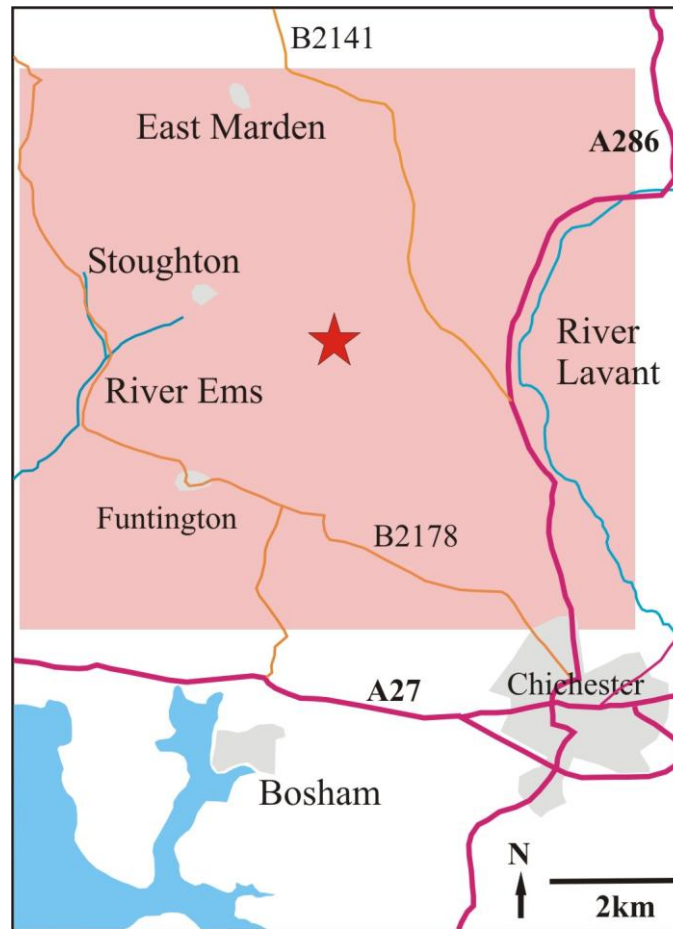 B2141
East Marden
A286
Stoughton
River
Lavant
River Ems
Funtington
B2178
Chichester
A27
Bosham
N
2km